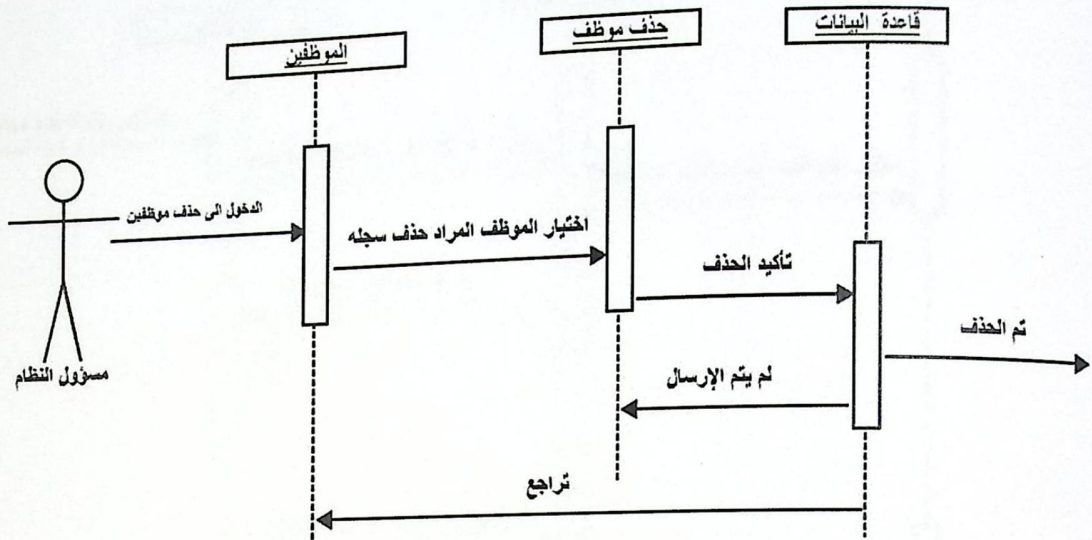 قاعدة البيانات
حذف موظف
الموظفين
الدخول الى حذف موظفين
اختيار الموظف المراد حذف سجله
تأكيد الحذف
تم الحذف
لم يتم الإرسال
مسؤول النظام
تراجع